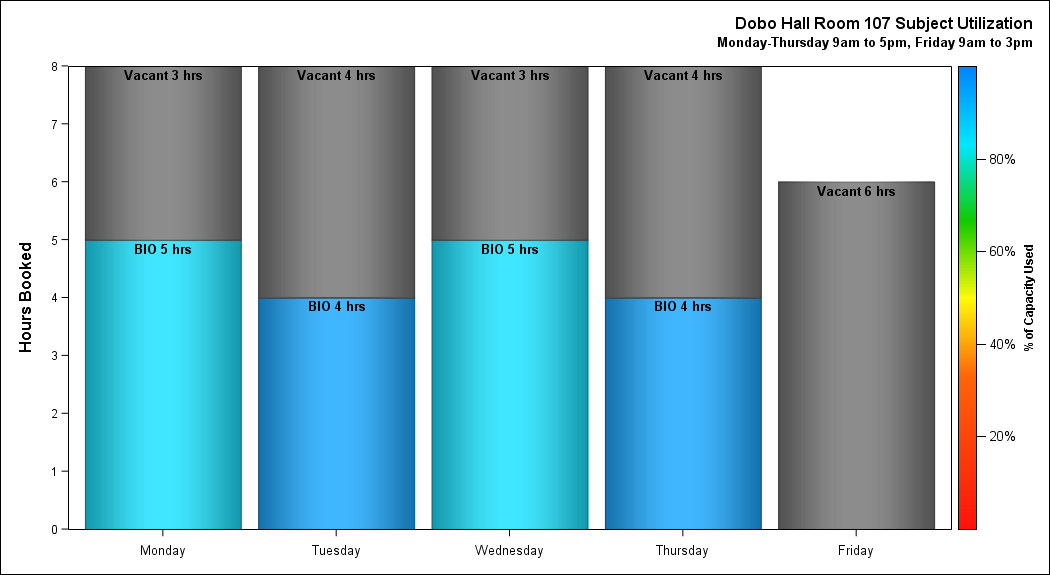 Dobo Hall Room 107 Subject Utilization
Monday-Thursday 9am to 5pm, Friday 9am to 3pm
8
7
6
5
4
3
2
1
0
Hours Booked
Vacant 3 hrs
Vacant 4 hrs
Vacant 3 hrs
Vacant 4 hrs
Vacant 6 hrs
BIO 5 hrs
BIO 4 hrs
BIO 5 hrs
BIO 4 hrs
Monday
Tuesday
Wednesday
Thursday
Friday
80%
60%
40%
20%
% of Capacity Used